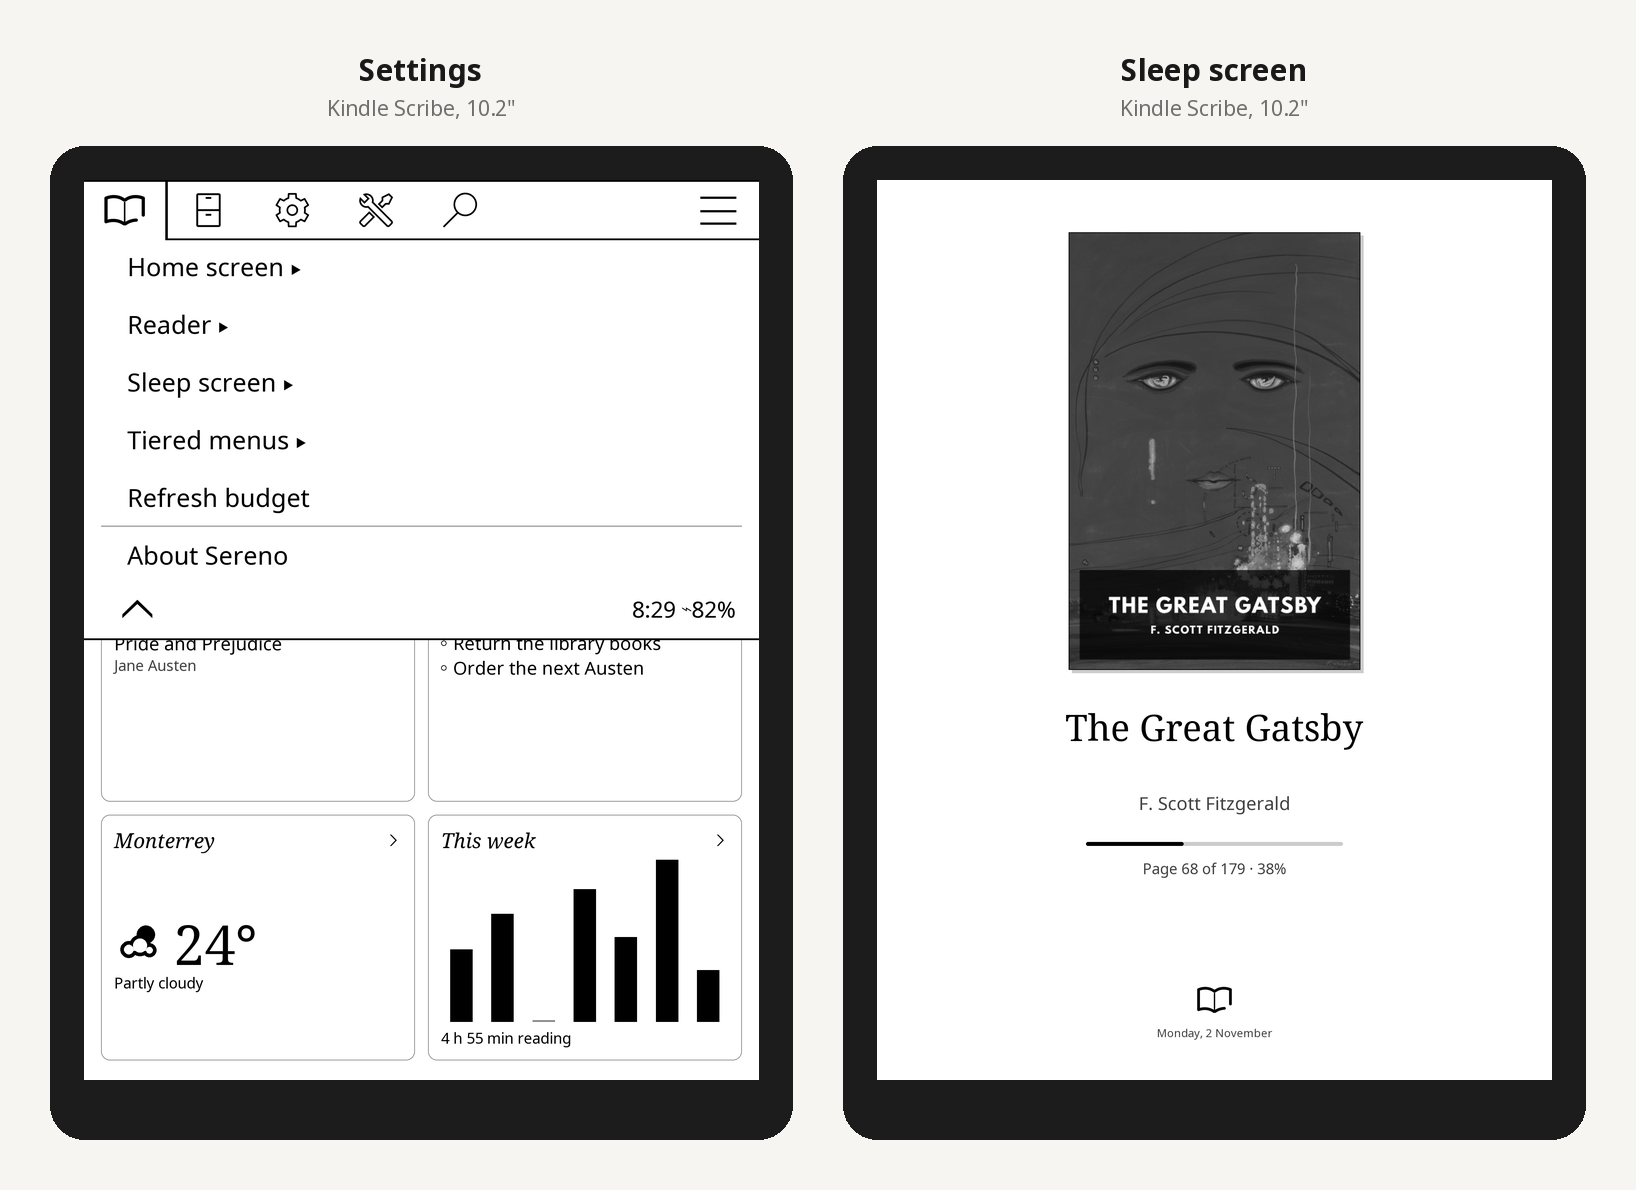 Settings
Kindle Scribe, 10.2"
Home screen ▸
Reader ▸
Sleep screen ▸
Tiered menus ▸
Refresh budget
About Sereno
8:29 82%
Pride and Prejudice
Jane Austen
◦ Return the library books
◦ Order the next Austen
Monterrey
24°
Partly cloudy
This week
4 h 55 min reading
Sleep screen
Kindle Scribe, 10.2"
THE GREAT GATSBY
F. SCOTT FITZGERALD
The Great Gatsby
F. Scott Fitzgerald
Page 68 of 179 · 38%
Monday, 2 November